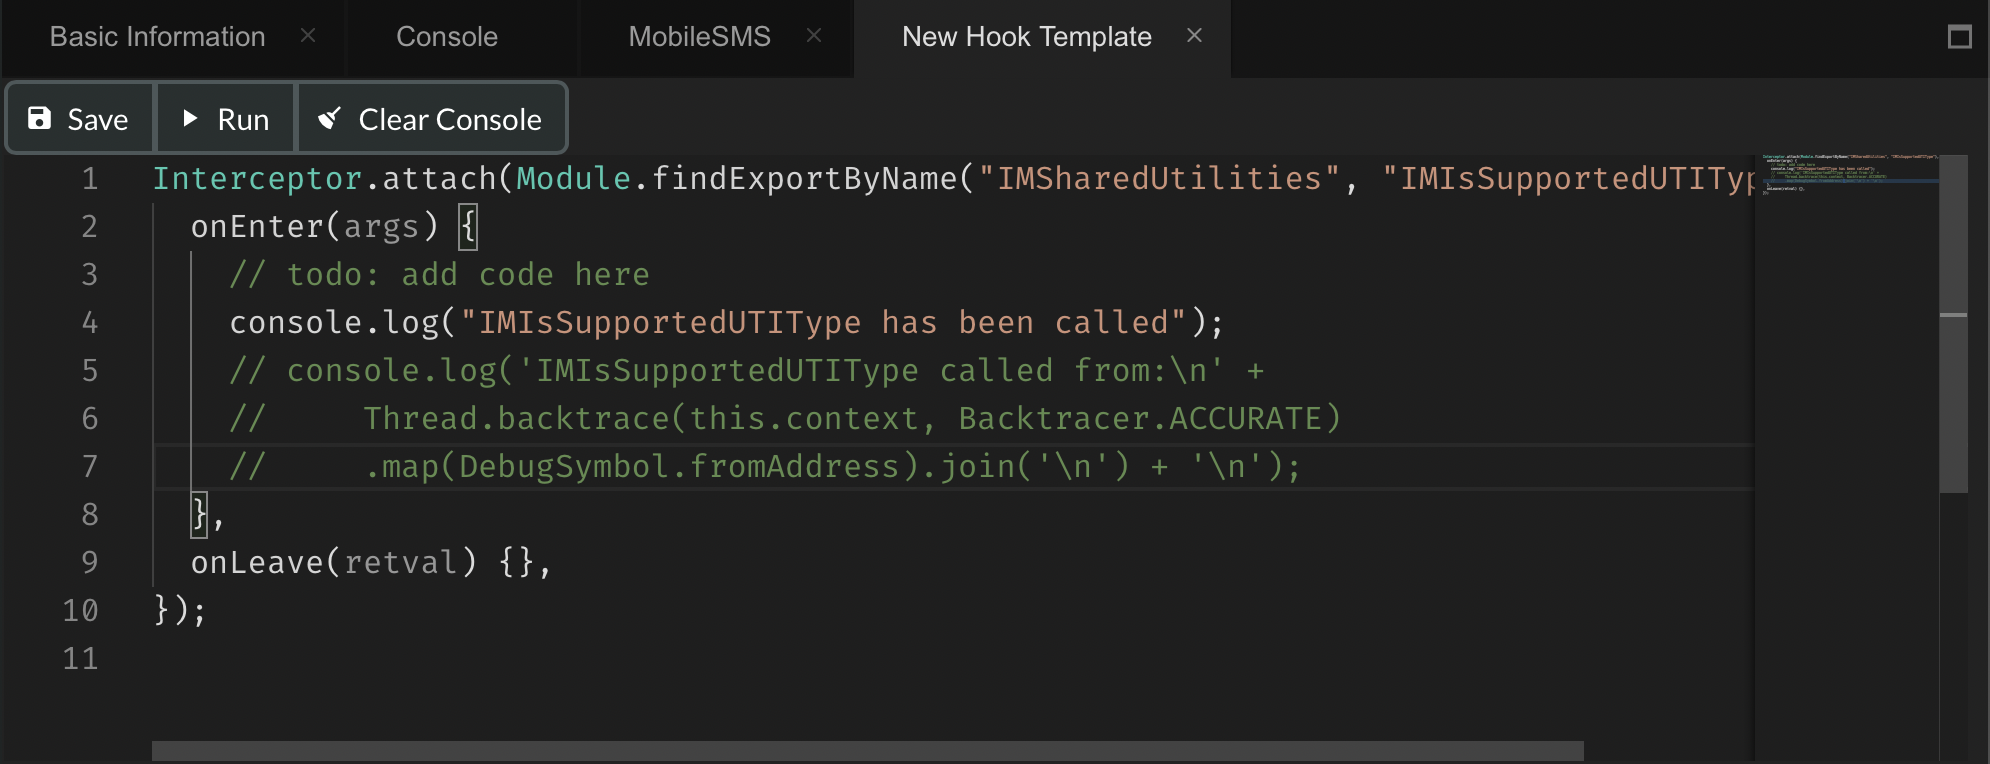 Basic Information × Console MobileSMS × New Hook Template ×
Save Run Clear Console
1 Interceptor.attach(Module.findExportByName("IMSharedUtilities", "IMIsSupportedUTITyp
2 onEnter(args) {
3 // todo: add code here
4 console.log("IMIsSupportedUTIType has been called");
5 // console.log('IMIsSupportedUTIType called from:\n' +
6 // Thread.backtrace(this.context, Backtracer.ACCURATE)
7 // .map(DebugSymbol.fromAddress).join('\n') + '\n');
8 },
9 onLeave(retval) {},
10 });
11